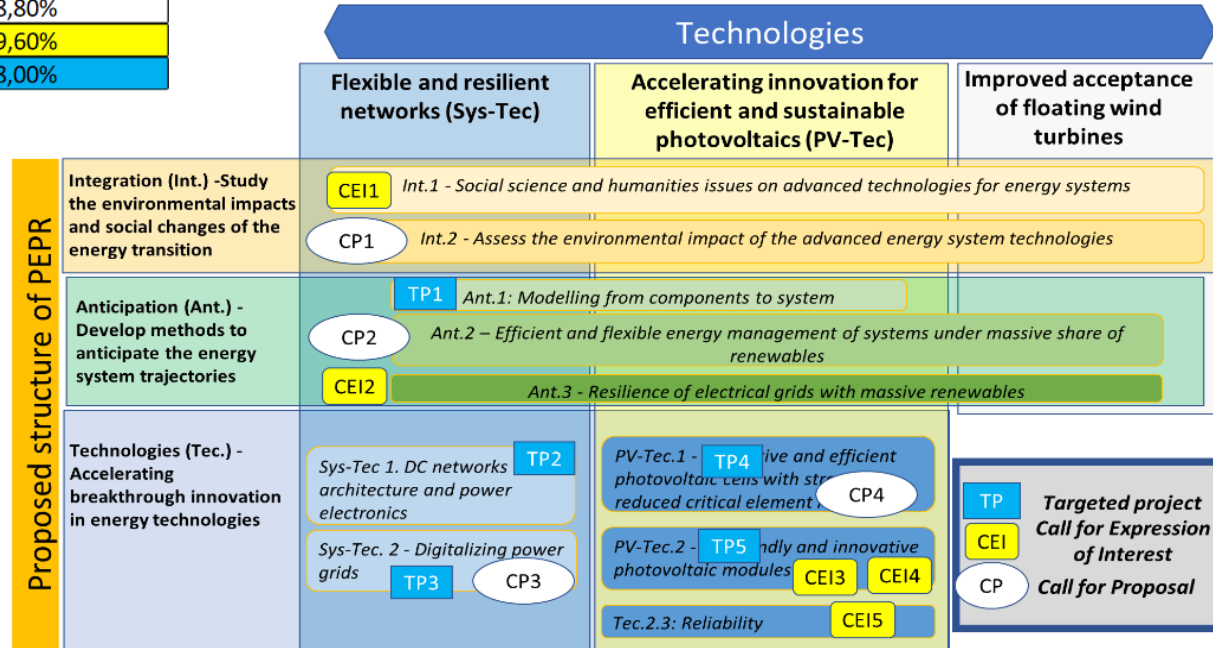 8,80%
9,60%
8,00%
Technologies
Flexible and resilient
networks (Sys-Tec)
Accelerating innovation for
efficient and sustainable
photovoltaics (PV-Tec)
Improved acceptance
of floating wind
turbines
Proposed structure of PEPR
Integration (Int.) -Study
the environmental impacts
and social changes of the
energy transition
CEI1
Int.1 - Social science and humanities issues on advanced technologies for energy systems
CP1
Int.2 - Assess the environmental impact of the advanced energy system technologies
Anticipation (Ant.) -
Develop methods to
anticipate the energy
system trajectories
TP1
Ant.1: Modelling from components to system
CP2
Ant.2 – Efficient and flexible energy management of systems under massive share of
renewables
CEI2
Ant.3 - Resilience of electrical grids with massive renewables
Technologies (Tec.) -
Accelerating
breakthrough innovation
in energy technologies
Sys-Tec 1. DC networks
architecture and power
electronics
TP2
Sys-Tec. 2 - Digitalizing power
grids
TP3
CP3
PV-Tec.1 - and efficient
photovoltaic cells with
reduced critical element
TP4
CP4
PV-Tec.2 - and innovative
photovoltaic modules
TP5
CEI3
CEI4
Tec.2.3: Reliability
CEI5
TP
Targeted project
CEI
Call for Expression
of Interest
CP
Call for Proposal